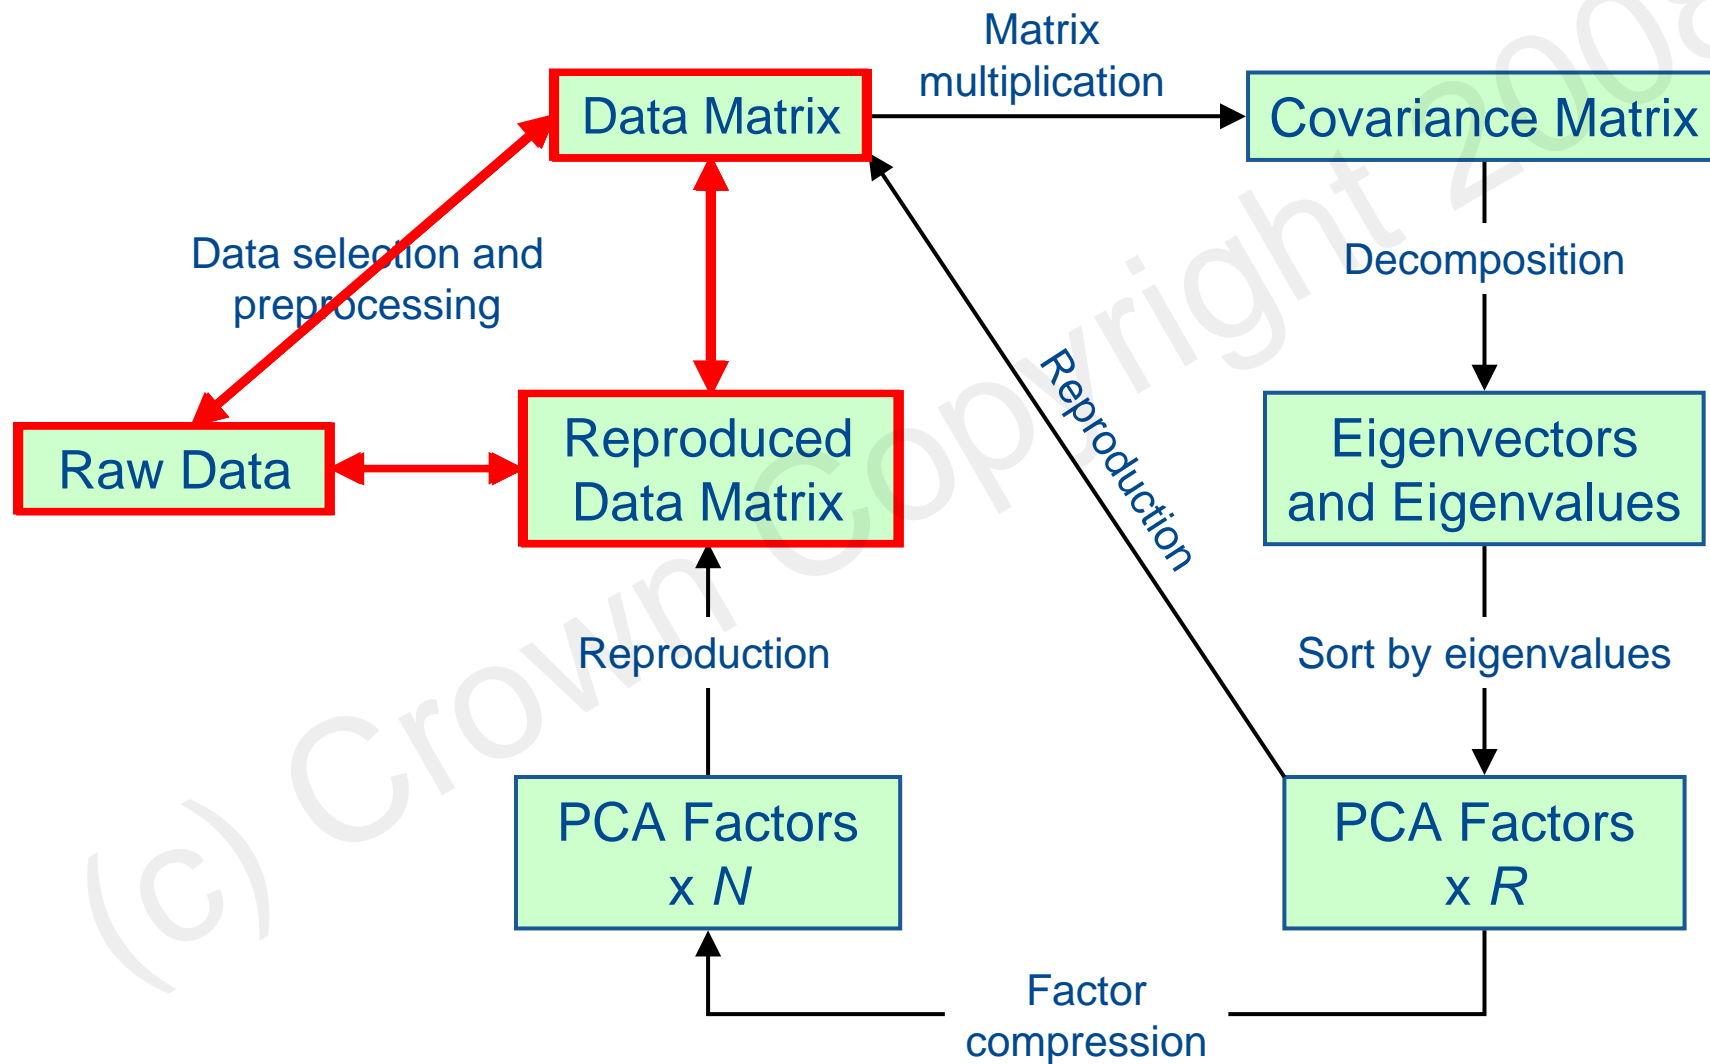 Matrix
multiplication
Data Matrix
Covariance Matrix
Data selection and
preprocessing
Decomposition
Reproduction
Raw Data
Reproduced
Data Matrix
Eigenvectors
and Eigenvalues
Reproduction
Sort by eigenvalues
PCA Factors
x N
PCA Factors
x R
Factor
compression
(c) Crown Copyright 2008